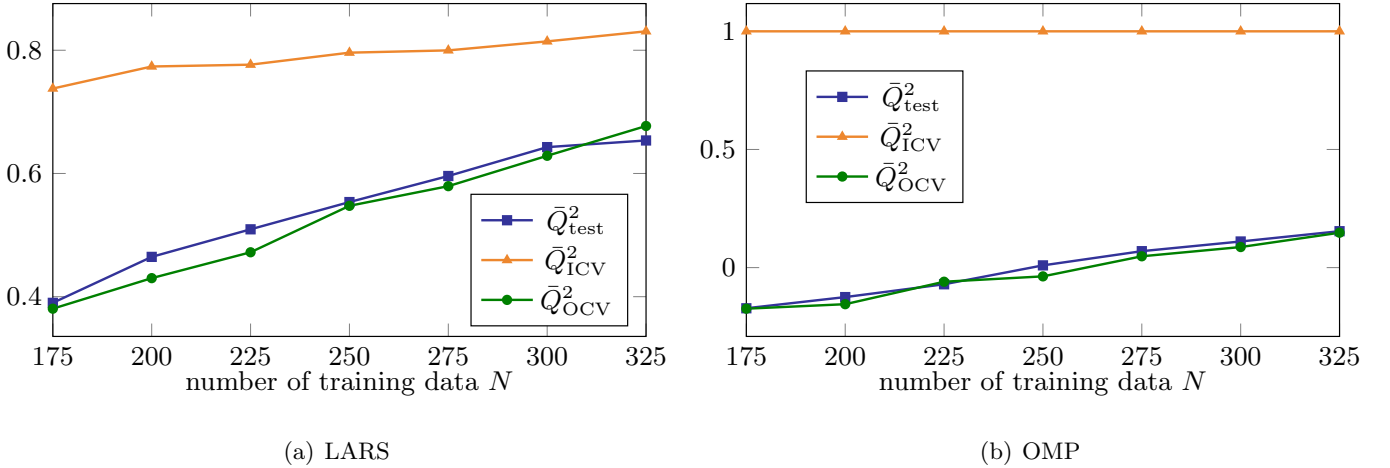 0.8
0.6
0.4
175 200 225 250 275 300 325
number of training data N
Q̄²test
Q̄²ICV
Q̄²OCV
(a) LARS
1
0.5
0
175 200 225 250 275 300 325
number of training data N
Q̄²test
Q̄²ICV
Q̄²OCV
(b) OMP